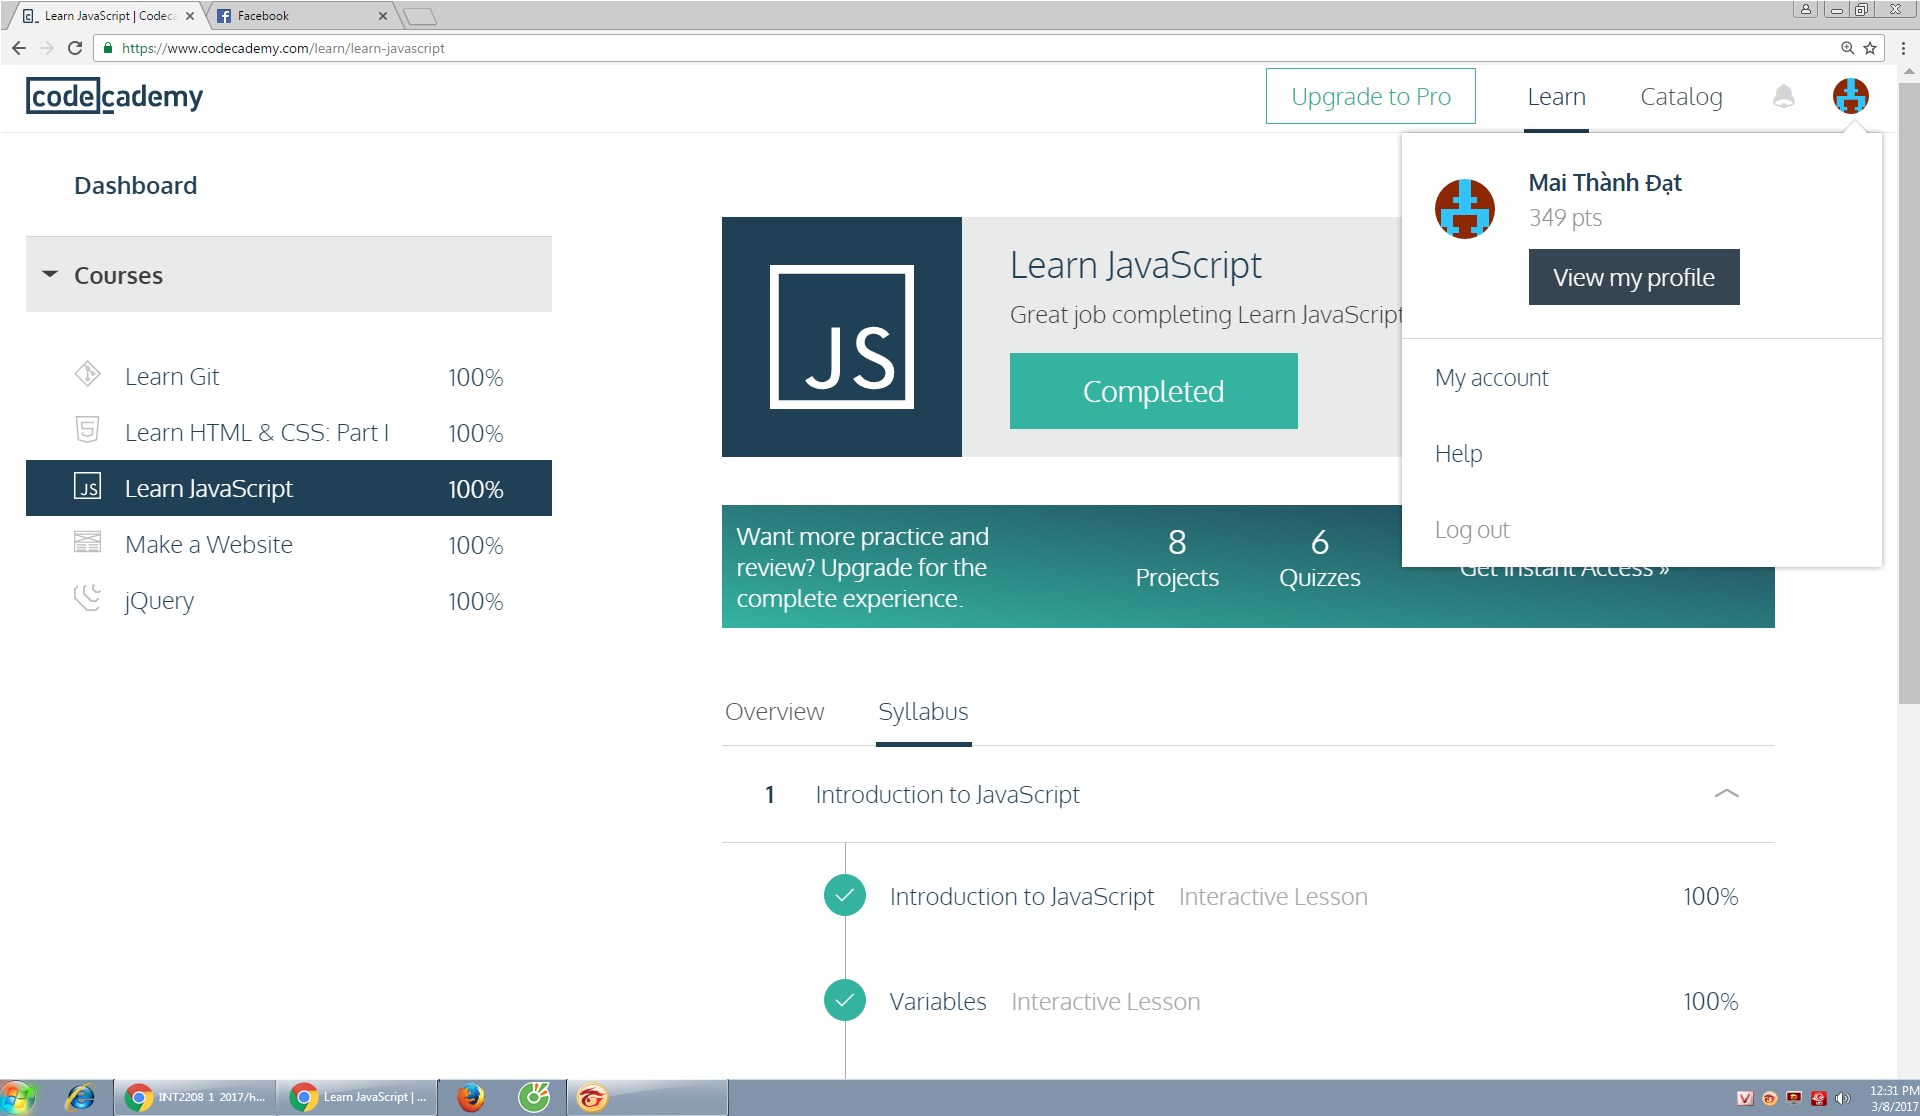 Learn JavaScript | Codeca
Facebook
https://www.codecademy.com/learn/learn-javascript
codecademy
Upgrade to Pro
Learn
Catalog
Dashboard
Courses
Learn Git 100%
Learn HTML & CSS: Part I 100%
JS Learn JavaScript 100%
Make a Website 100%
jQuery 100%
JS
Learn JavaScript
Great job completing Learn JavaScript
Completed
Mai Thành Đạt
349 pts
View my profile
My account
Help
Log out
Want more practice and
review? Upgrade for the
complete experience.
8
Projects
6
Quizzes
Get Instant Access »
Overview
Syllabus
1 Introduction to JavaScript
Introduction to JavaScript Interactive Lesson 100%
Variables Interactive Lesson 100%
INT2208 1 2017/h...
Learn JavaScript | ...
12:31 PM
3/8/2017